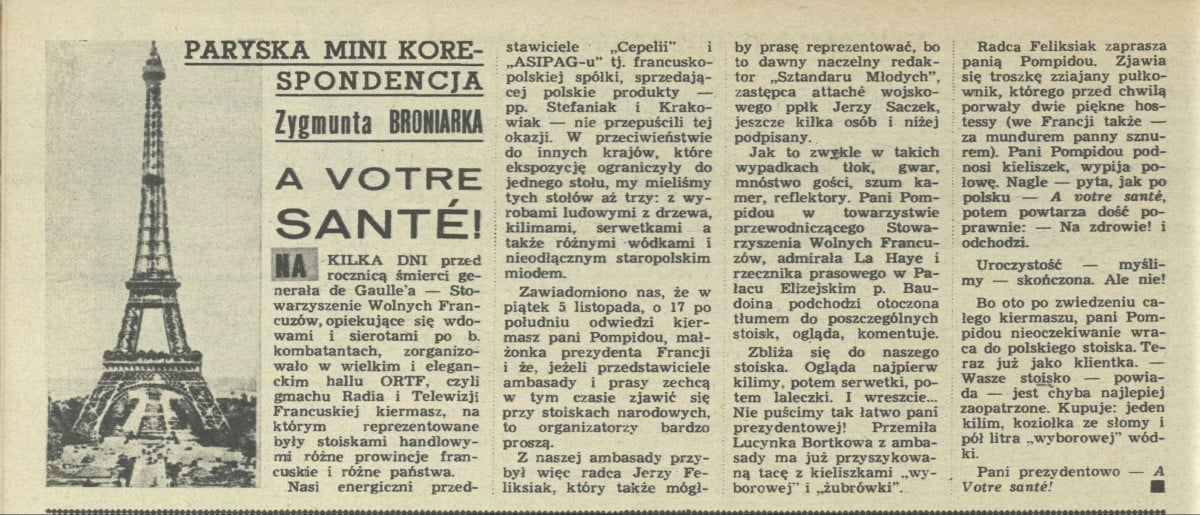 PARYSKA MINI KORE-
SPONDENCJA
Zygmunta BRONIARKA
A VOTRE
SANTÉ!
NA KILKA DNI przed
rocznicą śmierci ge-
nerała de Gaulle'a — Sto-
warzyszenie Wolnych Fran-
cuzów, opiekujące się wdo-
wami i sierotami po b.
kombatantach, zorganizo-
wało w wielkim i elegan-
ckim hallu ORTF, czyli
gmachu Radia i Telewizji
Francuskiej kiermasz, na
którym reprezentowane
były stoiskami handlowy-
mi różne prowincje fran-
cuskie i różne państwa.
Nasi energiczni przed-
stawiciele „Cepelii" i
„ASIPAG-u" tj. francusko-
polskiej spółki, sprzedają-
cej polskie produkty —
pp. Stefaniak i Krako-
wiak — nie przepuścili tej
okazji. W przeciwieństwie
do innych krajów, które
ekspozycję ograniczyły do
jednego stołu, my mieliśmy
tych stołów aż trzy: z wy-
robami ludowymi z drzewa,
kilimami, serwetkami a
także różnymi wódkami i
nieodłącznym staropolskim
miodem.
Zawiadomiono nas, że w
piątek 5 listopada, o 17 po
południu odwiedzi kier-
masz pani Pompidou, mał-
żonka prezydenta Francji
i że, jeżeli przedstawiciele
ambasady i prasy zechcą
w tym czasie zjawić się
przy stoiskach narodowych,
to organizatorzy bardzo
proszą.
Z naszej ambasady przy-
był więc radca Jerzy Fe-
liksiak, który także mógł-
by prasę reprezentować, bo
to dawny naczelny redak-
tor „Sztandaru Młodych",
zastępca attaché wojsko-
wego ppłk Jerzy Saczek,
jeszcze kilka osób i niżej
podpisany.
Jak to zwykle w takich
wypadkach tłok, gwar,
mnóstwo gości, szum ka-
mer, reflektory. Pani Pom-
pidou w towarzystwie
przewodniczącego Stowa-
rzyszenia Wolnych Francu-
zów, admirała La Haye i
rzecznika prasowego w Pa-
łacu Elizejskim p. Bau-
doina podchodzi otoczona
tłumem do poszczególnych
stoisk, ogląda, komentuje.
Zbliża się do naszego
stoiska. Ogląda najpierw
kilimy, potem serwetki, po-
tem laleczki. I wreszcie...
Nie puścimy tak łatwo pani
prezydentowej! Przemiła
Lucynka Bortkowa z amba-
sady ma już przyszykowa-
ną tacę z kieliszkami „wy-
borowej" i „żubrówki".
Radca Feliksiak zaprasza
panią Pompidou. Zjawia
się troszkę zziajany pułko-
wnik, którego przed chwilą
porwały dwie piękne hos-
tessy (we Francji także —
za mundurem panny sznu-
rem). Pani Pompidou pod-
nosi kieliszek, wypija po-
łowę. Nagle — pyta, jak po
polsku — A votre santé,
potem powtarza dość po-
prawnie: — Na zdrowie! i
odchodzi.
Uroczystość — myśli-
my — skończona. Ale nie!
Bo oto po zwiedzeniu ca-
łego kiermaszu, pani Pom-
pidou nieoczekiwanie wra-
ca do polskiego stoiska. Te-
raz już jako klientka. —
Wasze stoisko — powia-
da — jest chyba najlepiej
zaopatrzone. Kupuje: jeden
kilim, koziołka ze słomy i
pół litra „wyborowej" wód-
ki.
Pani prezydentowo — A
Votre santé!